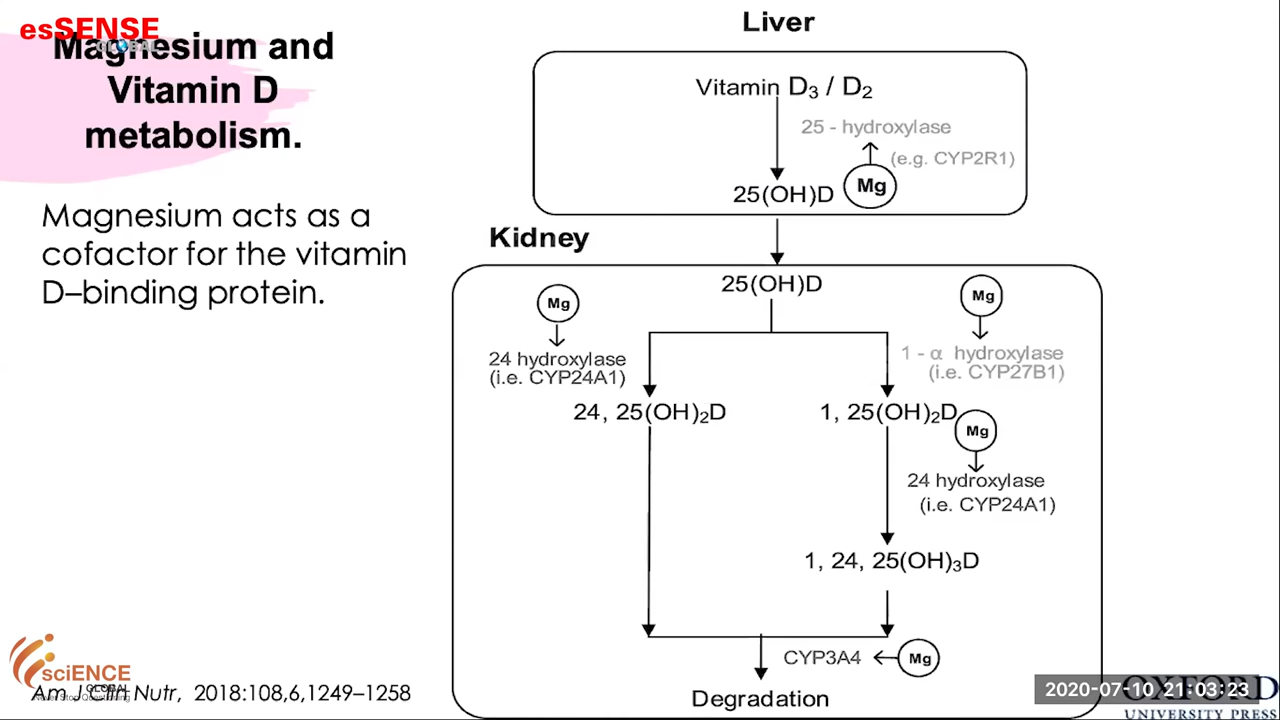 esSENSE
GLOBAL
Magnesium and
Vitamin D
metabolism.
Magnesium acts as a
cofactor for the vitamin
D–binding protein.
Liver
Vitamin D₃ / D₂
25 - hydroxylase
(e.g. CYP2R1)
Mg
25(OH)D
Kidney
25(OH)D
Mg
24 hydroxylase
(i.e. CYP24A1)
Mg
1 - α hydroxylase
(i.e. CYP27B1)
24, 25(OH)₂D
1, 25(OH)₂D
Mg
24 hydroxylase
(i.e. CYP24A1)
1, 24, 25(OH)₃D
CYP3A4
Mg
Degradation
sciENCE
GLOBAL
Am J Clin Nutr, 2018:108,6,1249–1258
2020-07-10 21:03:23
OXFORD
UNIVERSITY PRESS